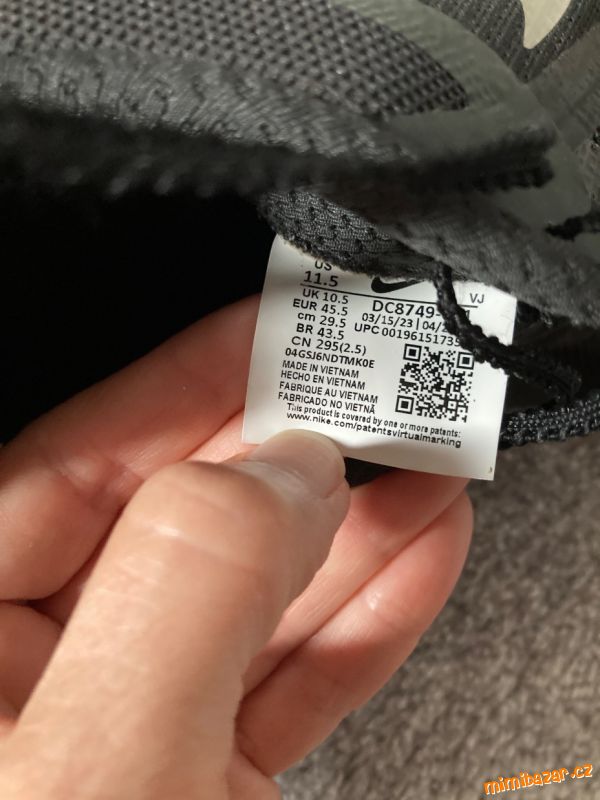 US
11.5
UK 10.5
EUR 45.5
cm 29.5
BR 43.5
CN 295(2.5)
DC8749-
VJ
03/15/23 | 04/
UPC 00196151735
04GSJ6NDTMK0E
MADE IN VIETNAM
HECHO EN VIETNAM
FABRIQUE AU VIETNAM
FABRICADO NO VIETNÃ
This product is covered by one or more patents:
www.nike.com/patentsvirtualmarking
mimibazar.cz